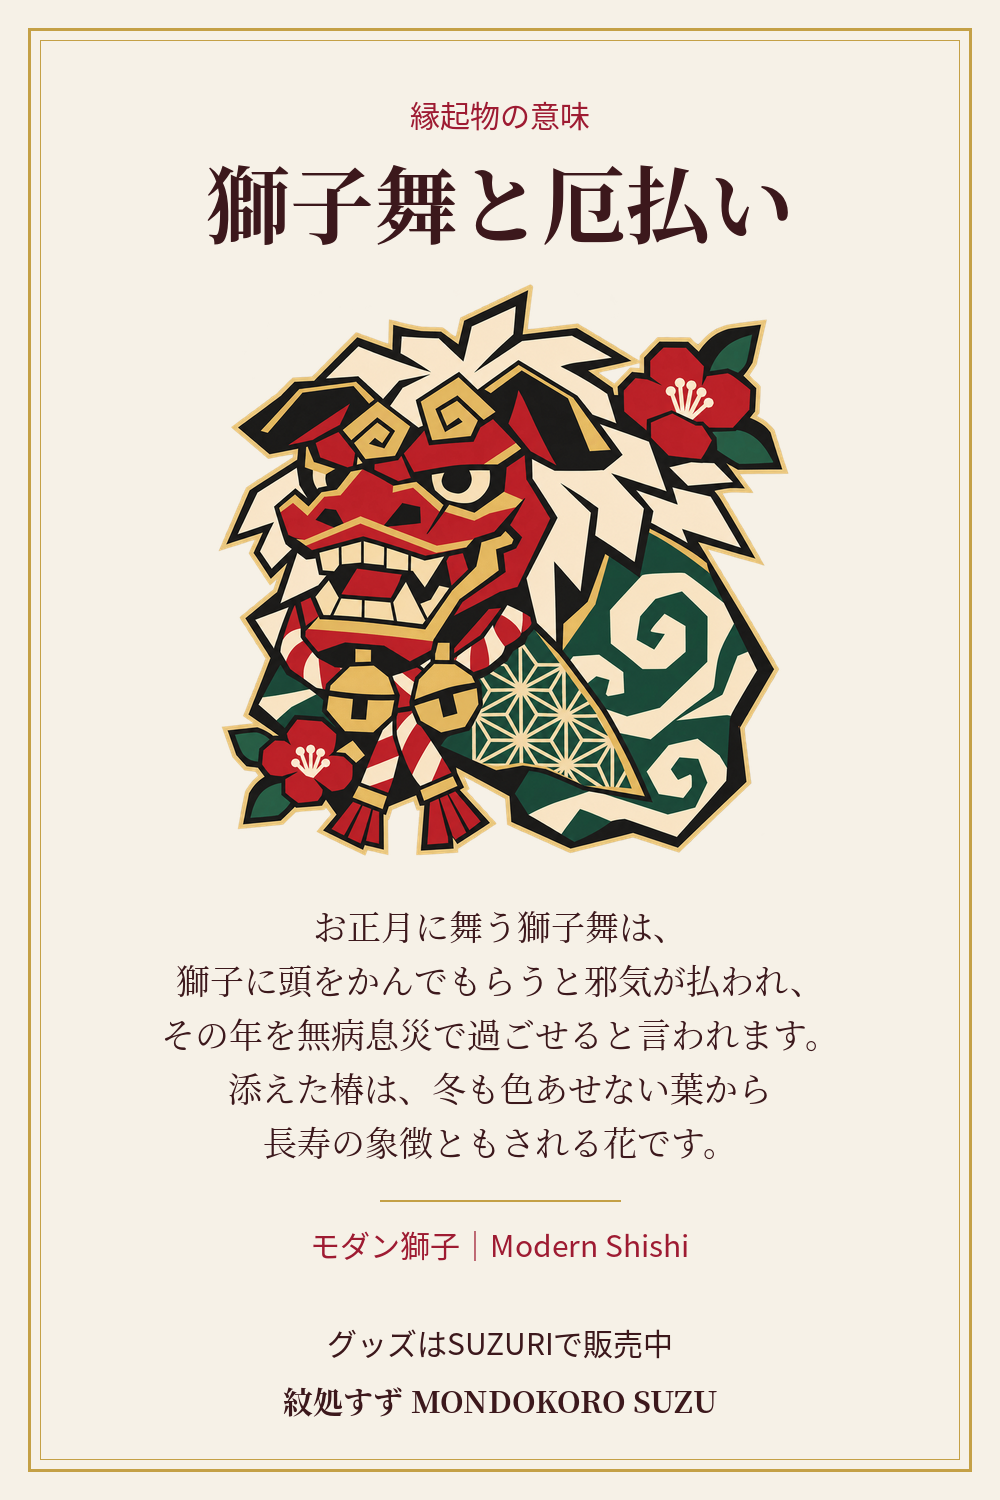 縁起物の意味
獅子舞と厄払い
お正月に舞う獅子舞は、
獅子に頭をかんでもらうと邪気が払われ、
その年を無病息災で過ごせると言われます。
添えた椿は、冬も色あせない葉から
長寿の象徴ともされる花です。
モダン獅子｜Modern Shishi
グッズはSUZURIで販売中
紋処すず MONDOKORO SUZU